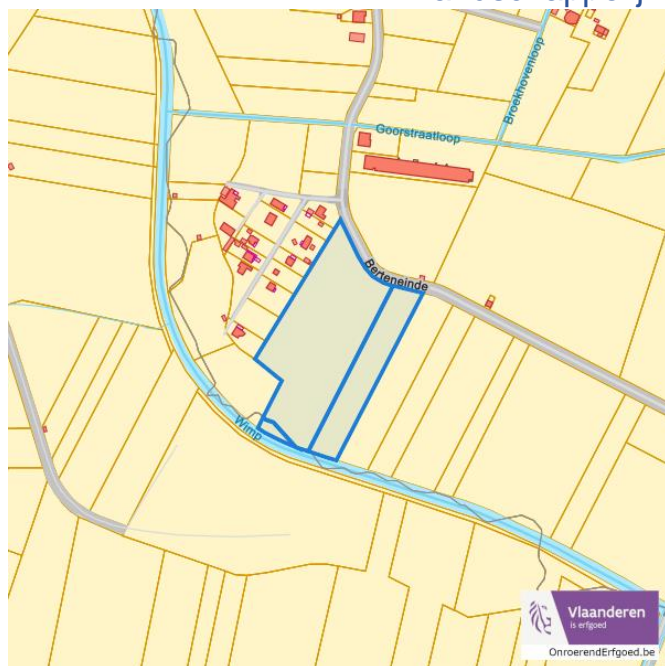 Broekhovenloop
Goorstraatloop
Berteneinde
Wimp
Vlaanderen
is erfgoed
OnroerendErfgoed.be